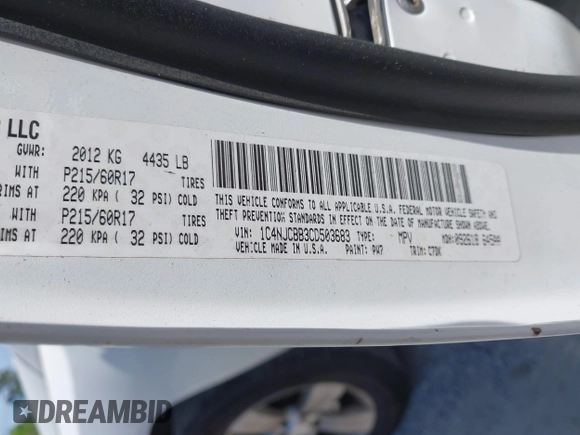 LLC
GVWR: 2012 KG 4435 LB
WITH P215/60R17 TIRES
RIMS AT 220 KPA ( 32 PSI) COLD
WITH P215/60R17 TIRES
RIMS AT 220 KPA ( 32 PSI) COLD
THIS VEHICLE CONFORMS TO ALL APPLICABLE U.S.A. FEDERAL MOTOR VEHICLE SAFETY AND
THEFT PREVENTION STANDARDS IN EFFECT ON THE DATE OF MANUFACTURE SHOWN ABOVE.
VIN: 1C4NJCBB3CD503683 TYPE: MPV
VEHICLE MADE IN U.S.A. PAINT: PW7 TRIM: C7DK
DREAMBID